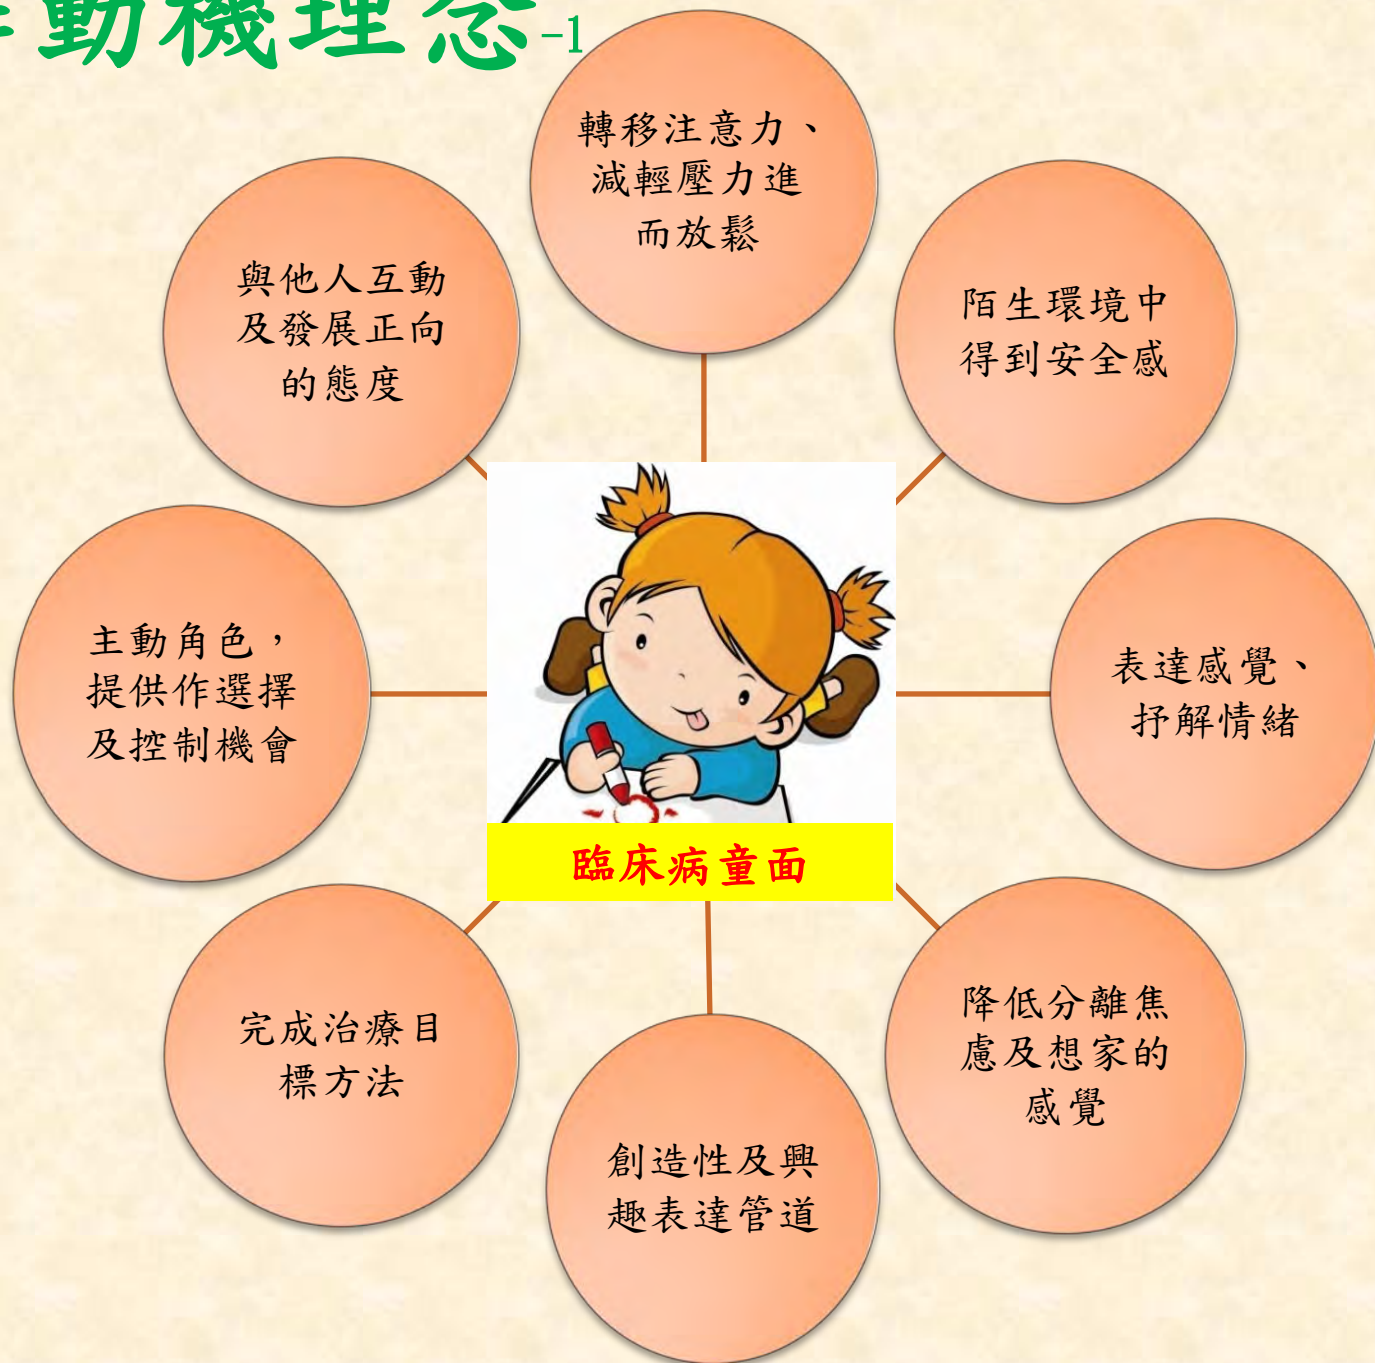 動機理念-1
轉移注意力、
減輕壓力進
而放鬆
陌生環境中
得到安全感
表達感覺、
抒解情緒
降低分離焦
慮及想家的
感覺
創造性及興
趣表達管道
完成治療目
標方法
主動角色，
提供作選擇
及控制機會
與他人互動
及發展正向
的態度
臨床病童面